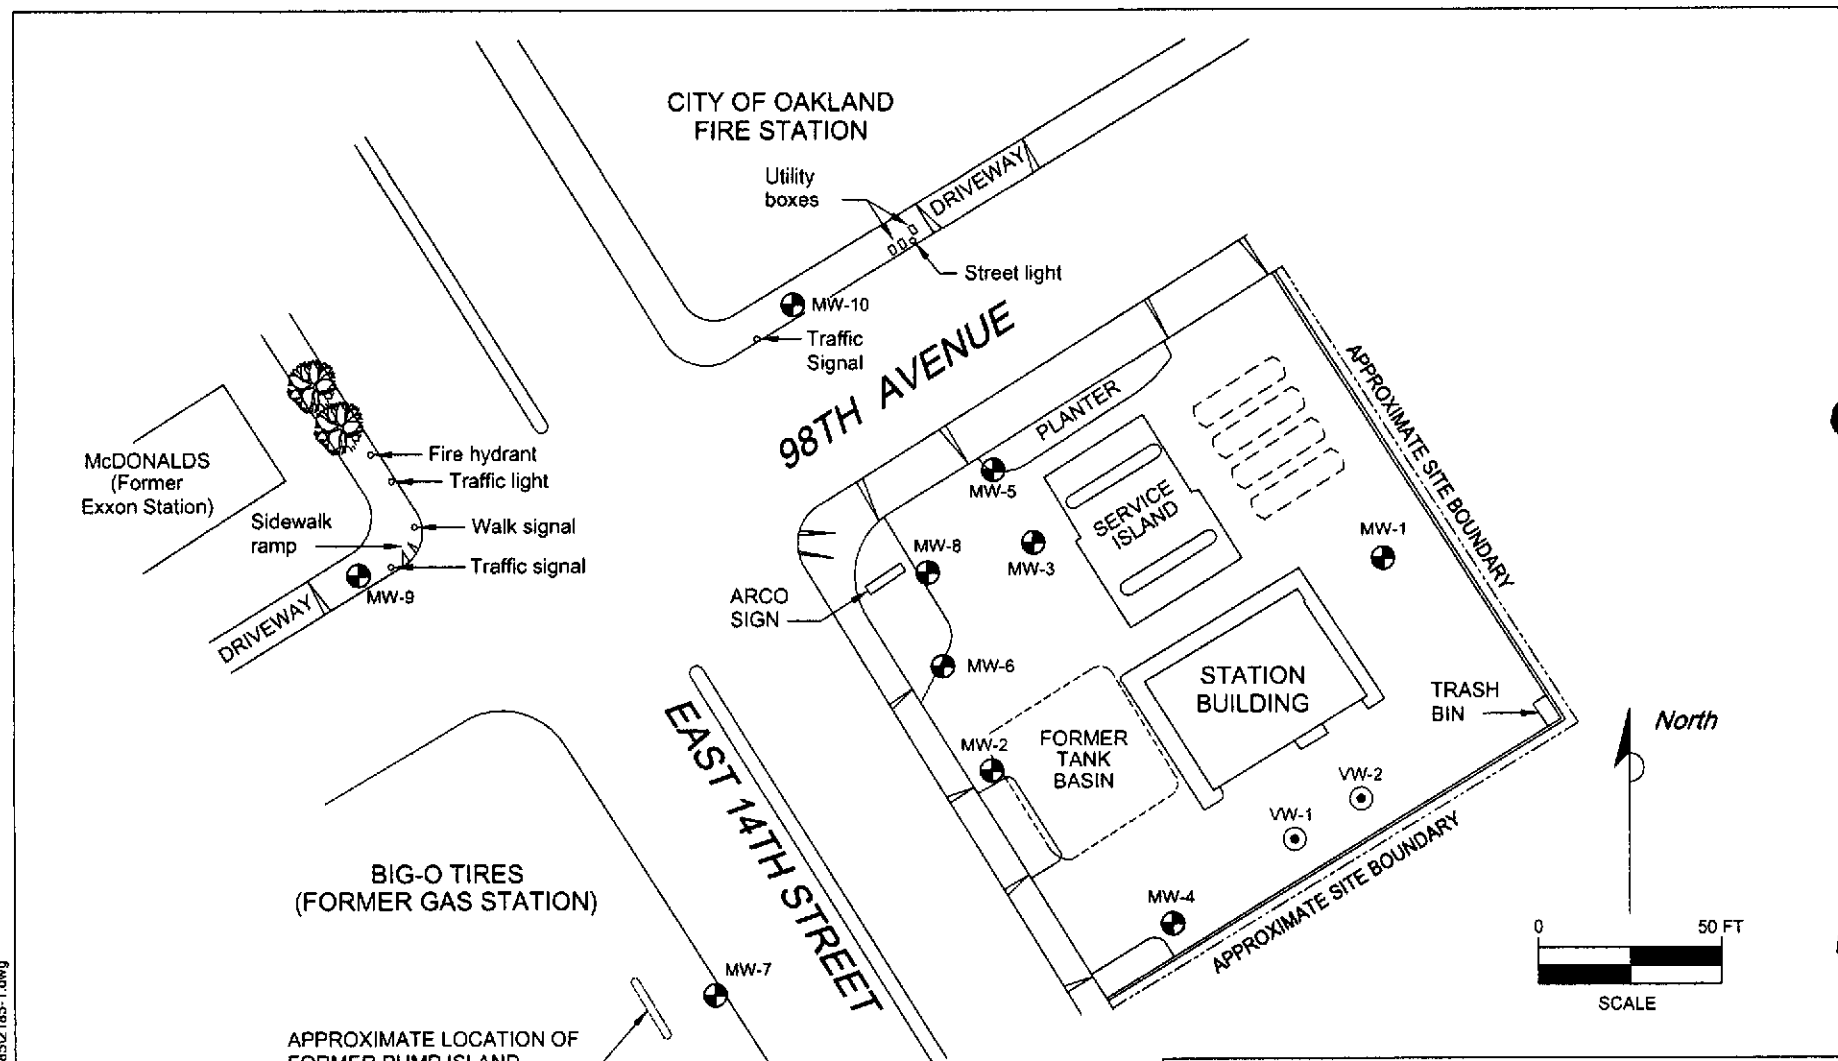 CITY OF OAKLAND
FIRE STATION
Utility
boxes
DRIVEWAY
Street light
MW-10
Traffic
Signal
98TH AVENUE
PLANTER
APPROXIMATE SITE BOUNDARY
McDONALDS
(Former
Exxon Station)
Fire hydrant
Traffic light
Sidewalk
ramp
Walk signal
Traffic signal
MW-9
DRIVEWAY
MW-5
SERVICE
ISLAND
MW-1
MW-8
MW-3
ARCO
SIGN
MW-6
STATION
BUILDING
TRASH
BIN
North
EAST 14TH STREET
MW-2
FORMER
TANK
BASIN
VW-2
VW-1
APPROXIMATE SITE BOUNDARY
BIG-O TIRES
(FORMER GAS STATION)
MW-4
0 50 FT
SCALE
MW-7
APPROXIMATE LOCATION OF
FORMER PUMP ISLAND